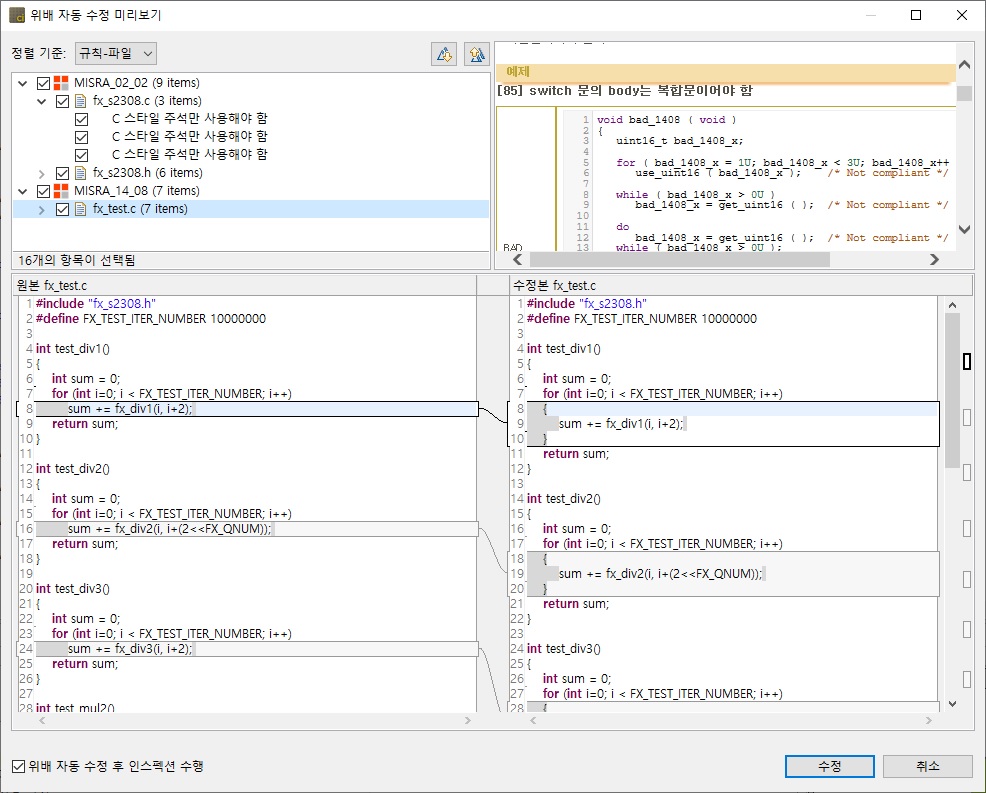 위배 자동 수정 미리보기
정렬 기준: 규칙-파일
MISRA_02_02 (9 items)
fx_s2308.c (3 items)
C 스타일 주석만 사용해야 함
C 스타일 주석만 사용해야 함
C 스타일 주석만 사용해야 함
fx_s2308.h (6 items)
MISRA_14_08 (7 items)
fx_test.c (7 items)
16개의 항목이 선택됨
예제
[85] switch 문의 body는 복합문이어야 함
BAD
1 void bad_1408 ( void )
2 {
3 uint16_t bad_1408_x;
4
5 for ( bad_1408_x = 1U; bad_1408_x < 3U; bad_1408_x++
6 use_uint16 ( bad_1408_x ); /* Not compliant */
7
8 while ( bad_1408_x > 0U )
9 bad_1408_x = get_uint16 ( ); /* Not compliant */
10
11 do
12 bad_1408_x = get_uint16 ( ); /* Not compliant */
13 while ( bad_1408_x > 0U );
원본 fx_test.c
1 #include "fx_s2308.h"
2 #define FX_TEST_ITER_NUMBER 10000000
3
4 int test_div1()
5 {
6 int sum = 0;
7 for (int i=0; i < FX_TEST_ITER_NUMBER; i++)
8 sum += fx_div1(i, i+2);
9 return sum;
10 }
11
12 int test_div2()
13 {
14 int sum = 0;
15 for (int i=0; i < FX_TEST_ITER_NUMBER; i++)
16 sum += fx_div2(i, i+(2<<FX_QNUM));
17 return sum;
18 }
19
20 int test_div3()
21 {
22 int sum = 0;
23 for (int i=0; i < FX_TEST_ITER_NUMBER; i++)
24 sum += fx_div3(i, i+2);
25 return sum;
26 }
27
28 int test_mul2()
수정본 fx_test.c
1 #include "fx_s2308.h"
2 #define FX_TEST_ITER_NUMBER 10000000
3
4 int test_div1()
5 {
6 int sum = 0;
7 for (int i=0; i < FX_TEST_ITER_NUMBER; i++)
8 {
9 sum += fx_div1(i, i+2);
10 }
11 return sum;
12 }
13
14 int test_div2()
15 {
16 int sum = 0;
17 for (int i=0; i < FX_TEST_ITER_NUMBER; i++)
18 {
19 sum += fx_div2(i, i+(2<<FX_QNUM));
20 }
21 return sum;
22 }
23
24 int test_div3()
25 {
26 int sum = 0;
27 for (int i=0; i < FX_TEST_ITER_NUMBER; i++)
28 {
위배 자동 수정 후 인스펙션 수행
수정
취소